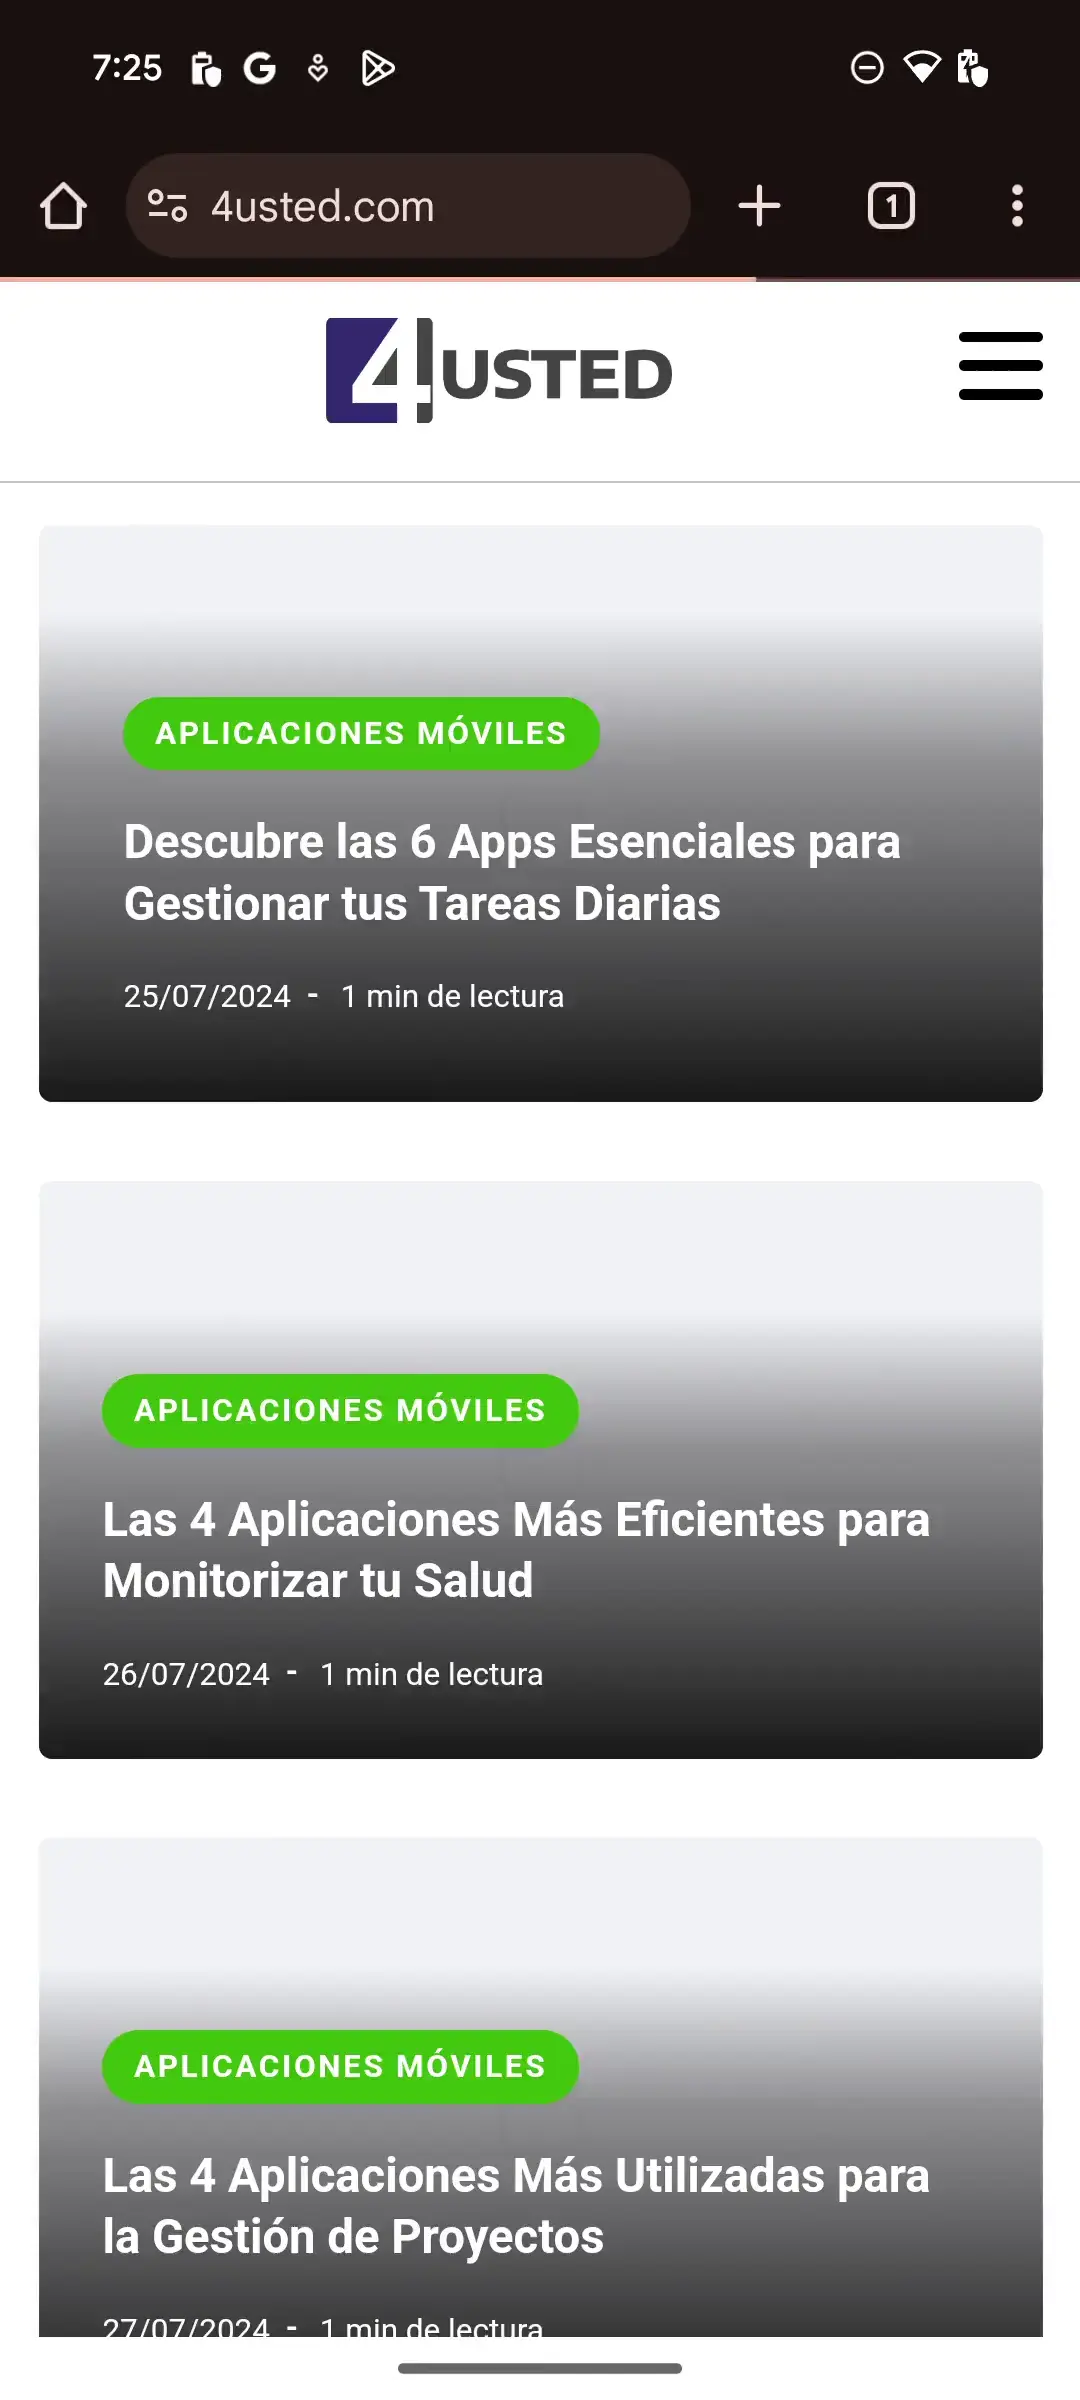 7:25
4usted.com
1
4USTED
APLICACIONES MÓVILES
Descubre las 6 Apps Esenciales para
Gestionar tus Tareas Diarias
25/07/2024 - 1 min de lectura
APLICACIONES MÓVILES
Las 4 Aplicaciones Más Eficientes para
Monitorizar tu Salud
26/07/2024 - 1 min de lectura
APLICACIONES MÓVILES
Las 4 Aplicaciones Más Utilizadas para
la Gestión de Proyectos
27/07/2024 - 1 min de lectura